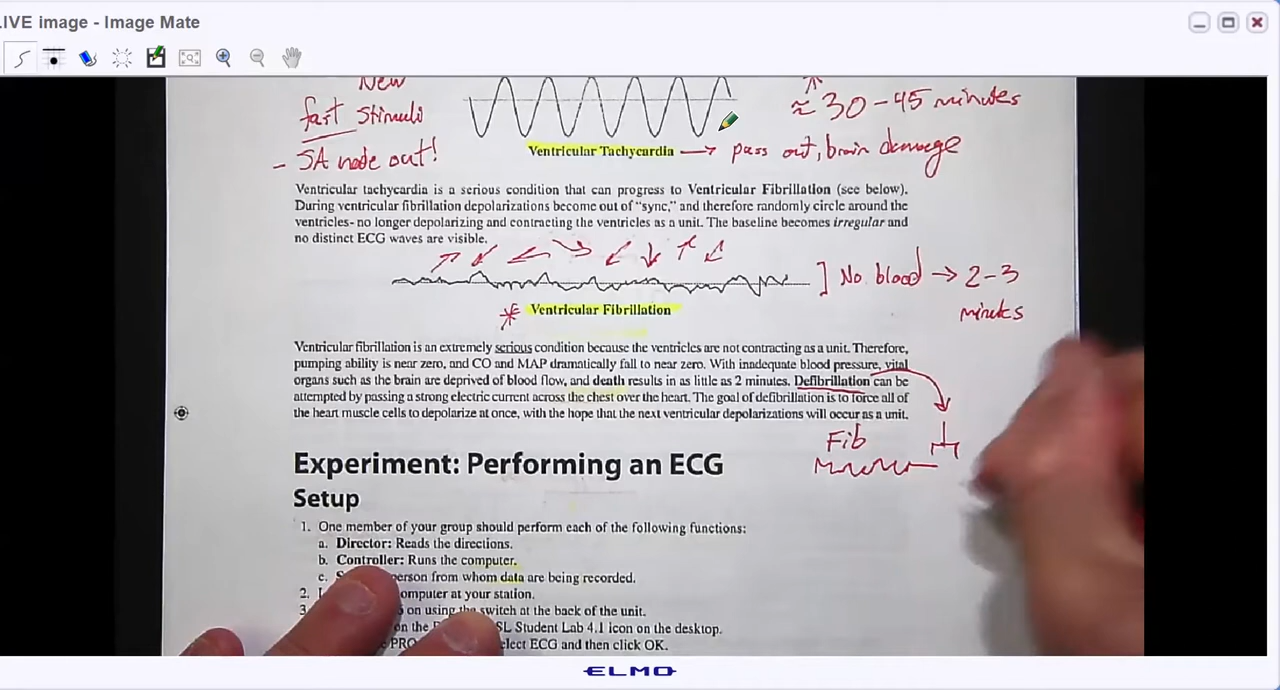 LIVE image - Image Mate
New
fast stimuli
- SA node out!
≈ 30-45 minutes
Ventricular Tachycardia → pass out, brain damage
Ventricular tachycardia is a serious condition that can progress to Ventricular Fibrillation (see below).
During ventricular fibrillation depolarizations become out of “sync,” and therefore randomly circle around the
ventricles- no longer depolarizing and contracting the ventricles as a unit. The baseline becomes irregular and
no distinct ECG waves are visible.
] No blood → 2-3
minutes
* Ventricular Fibrillation
Ventricular fibrillation is an extremely serious condition because the ventricles are not contracting as a unit. Therefore,
pumping ability is near zero, and CO and MAP dramatically fall to near zero. With inadequate blood pressure, vital
organs such as the brain are deprived of blood flow, and death results in as little as 2 minutes. Defibrillation can be
attempted by passing a strong electric current across the chest over the heart. The goal of defibrillation is to force all of
the heart muscle cells to depolarize at once, with the hope that the next ventricular depolarizations will occur as a unit.
Fib
Experiment: Performing an ECG
Setup
1. One member of your group should perform each of the following functions:
a. Director: Reads the directions.
b. Controller: Runs the computer.
c. person from whom data are being recorded.
2. computer at your station.
3. on using the switch at the back of the unit.
on the SL Student Lab 4.1 icon on the desktop.
PRO elect ECG and then click OK.
ELMO